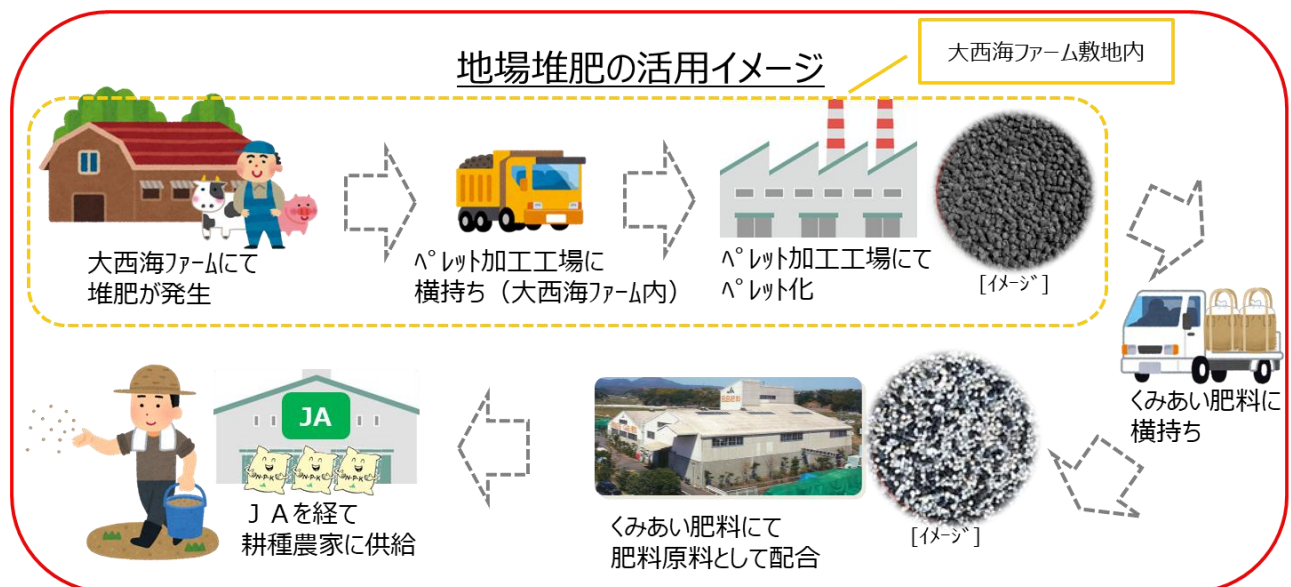 地場堆肥の活用イメージ
大西海ファーム敷地内
大西海ﾌｧｰﾑにて
堆肥が発生
ﾍﾟﾚｯﾄ加工工場に
横持ち（大西海ﾌｧｰﾑ内）
ﾍﾟﾚｯﾄ加工工場にて
ﾍﾟﾚｯﾄ化
[ｲﾒｰｼﾞ]
くみあい肥料に
横持ち
[ｲﾒｰｼﾞ]
くみあい肥料にて
肥料原料として配合
JA
N-P-K
N-P-K
N-P-K
ＪＡを経て
耕種農家に供給